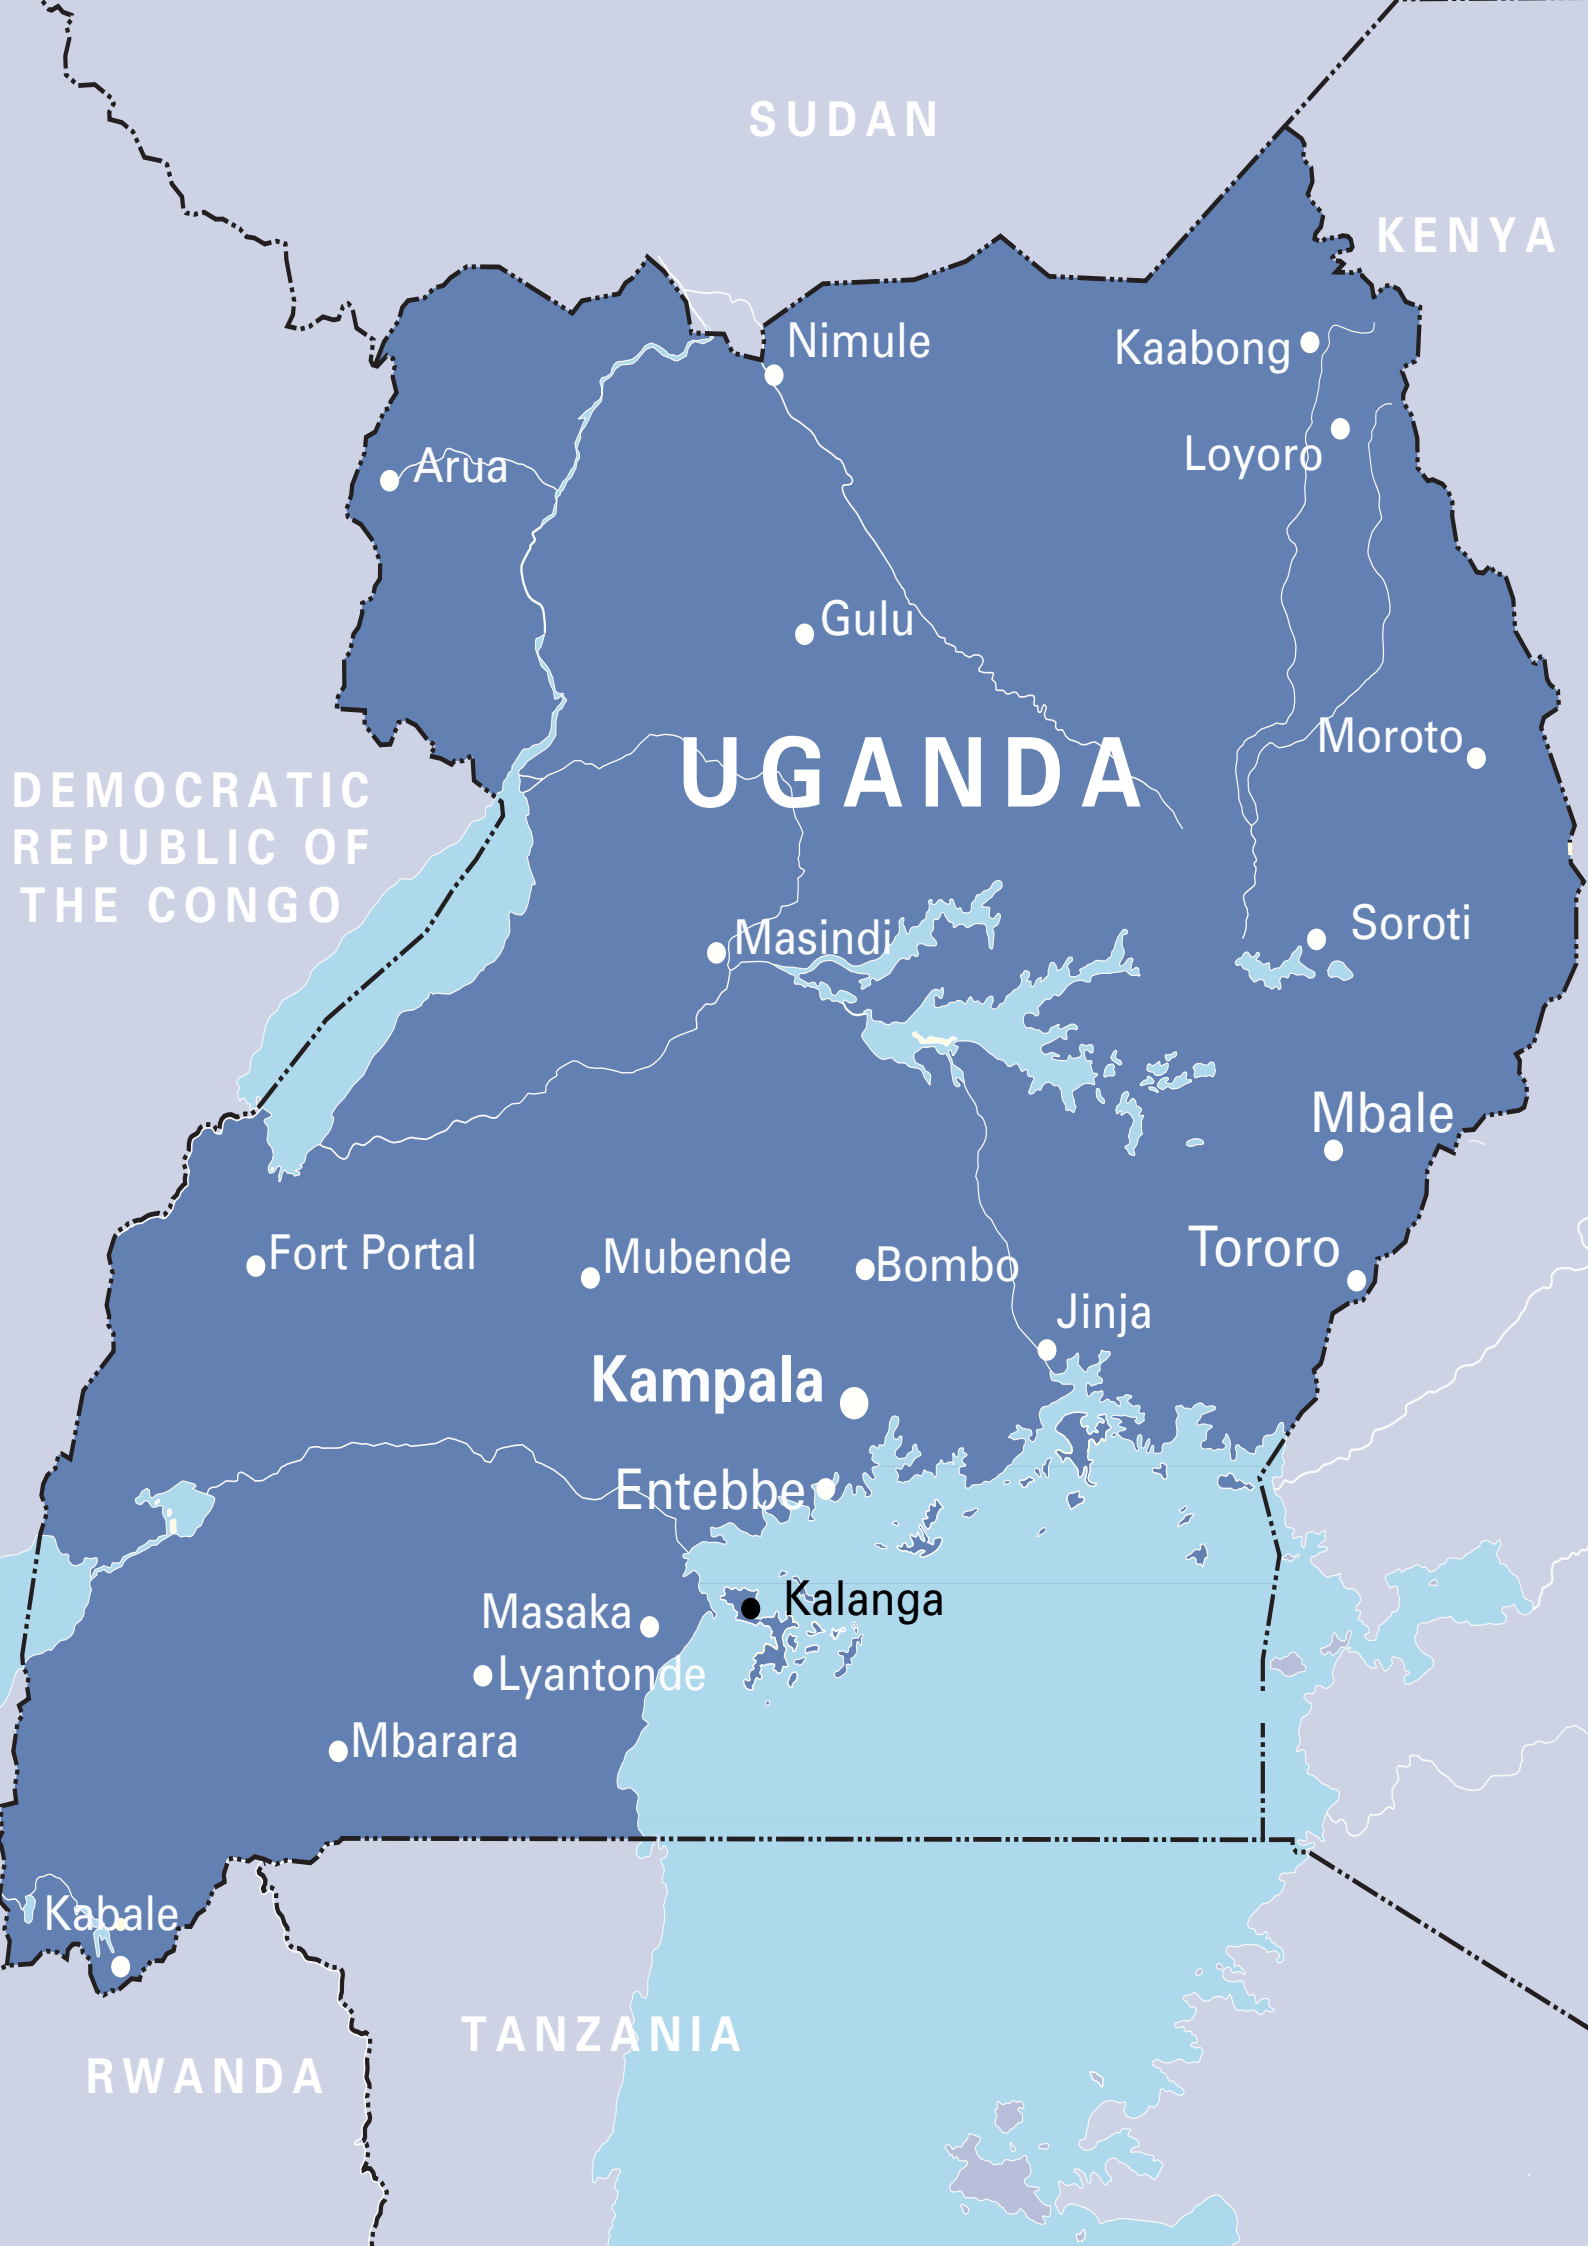 SUDAN
KENYA
Nimule
Kaabong
Loyoro
Arua
Gulu
Moroto
UGANDA
DEMOCRATIC
REPUBLIC OF
THE CONGO
Soroti
Masindi
Mbale
Fort Portal
Mubende
Bombo
Tororo
Jinja
Kampala
Entebbe
Kalanga
Masaka
Lyantonde
Mbarara
Kabale
TANZANIA
RWANDA